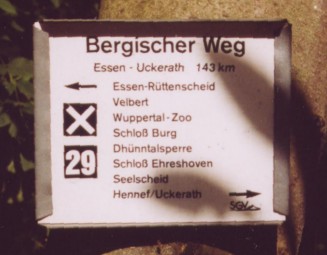 Bergischer Weg
Essen - Uckerath 143 km
← Essen-Rüttenscheid
Velbert
X Wuppertal-Zoo
Schloß Burg
Dhünntalsperre
29 Schloß Ehreshoven
Seelscheid
Hennef/Uckerath →